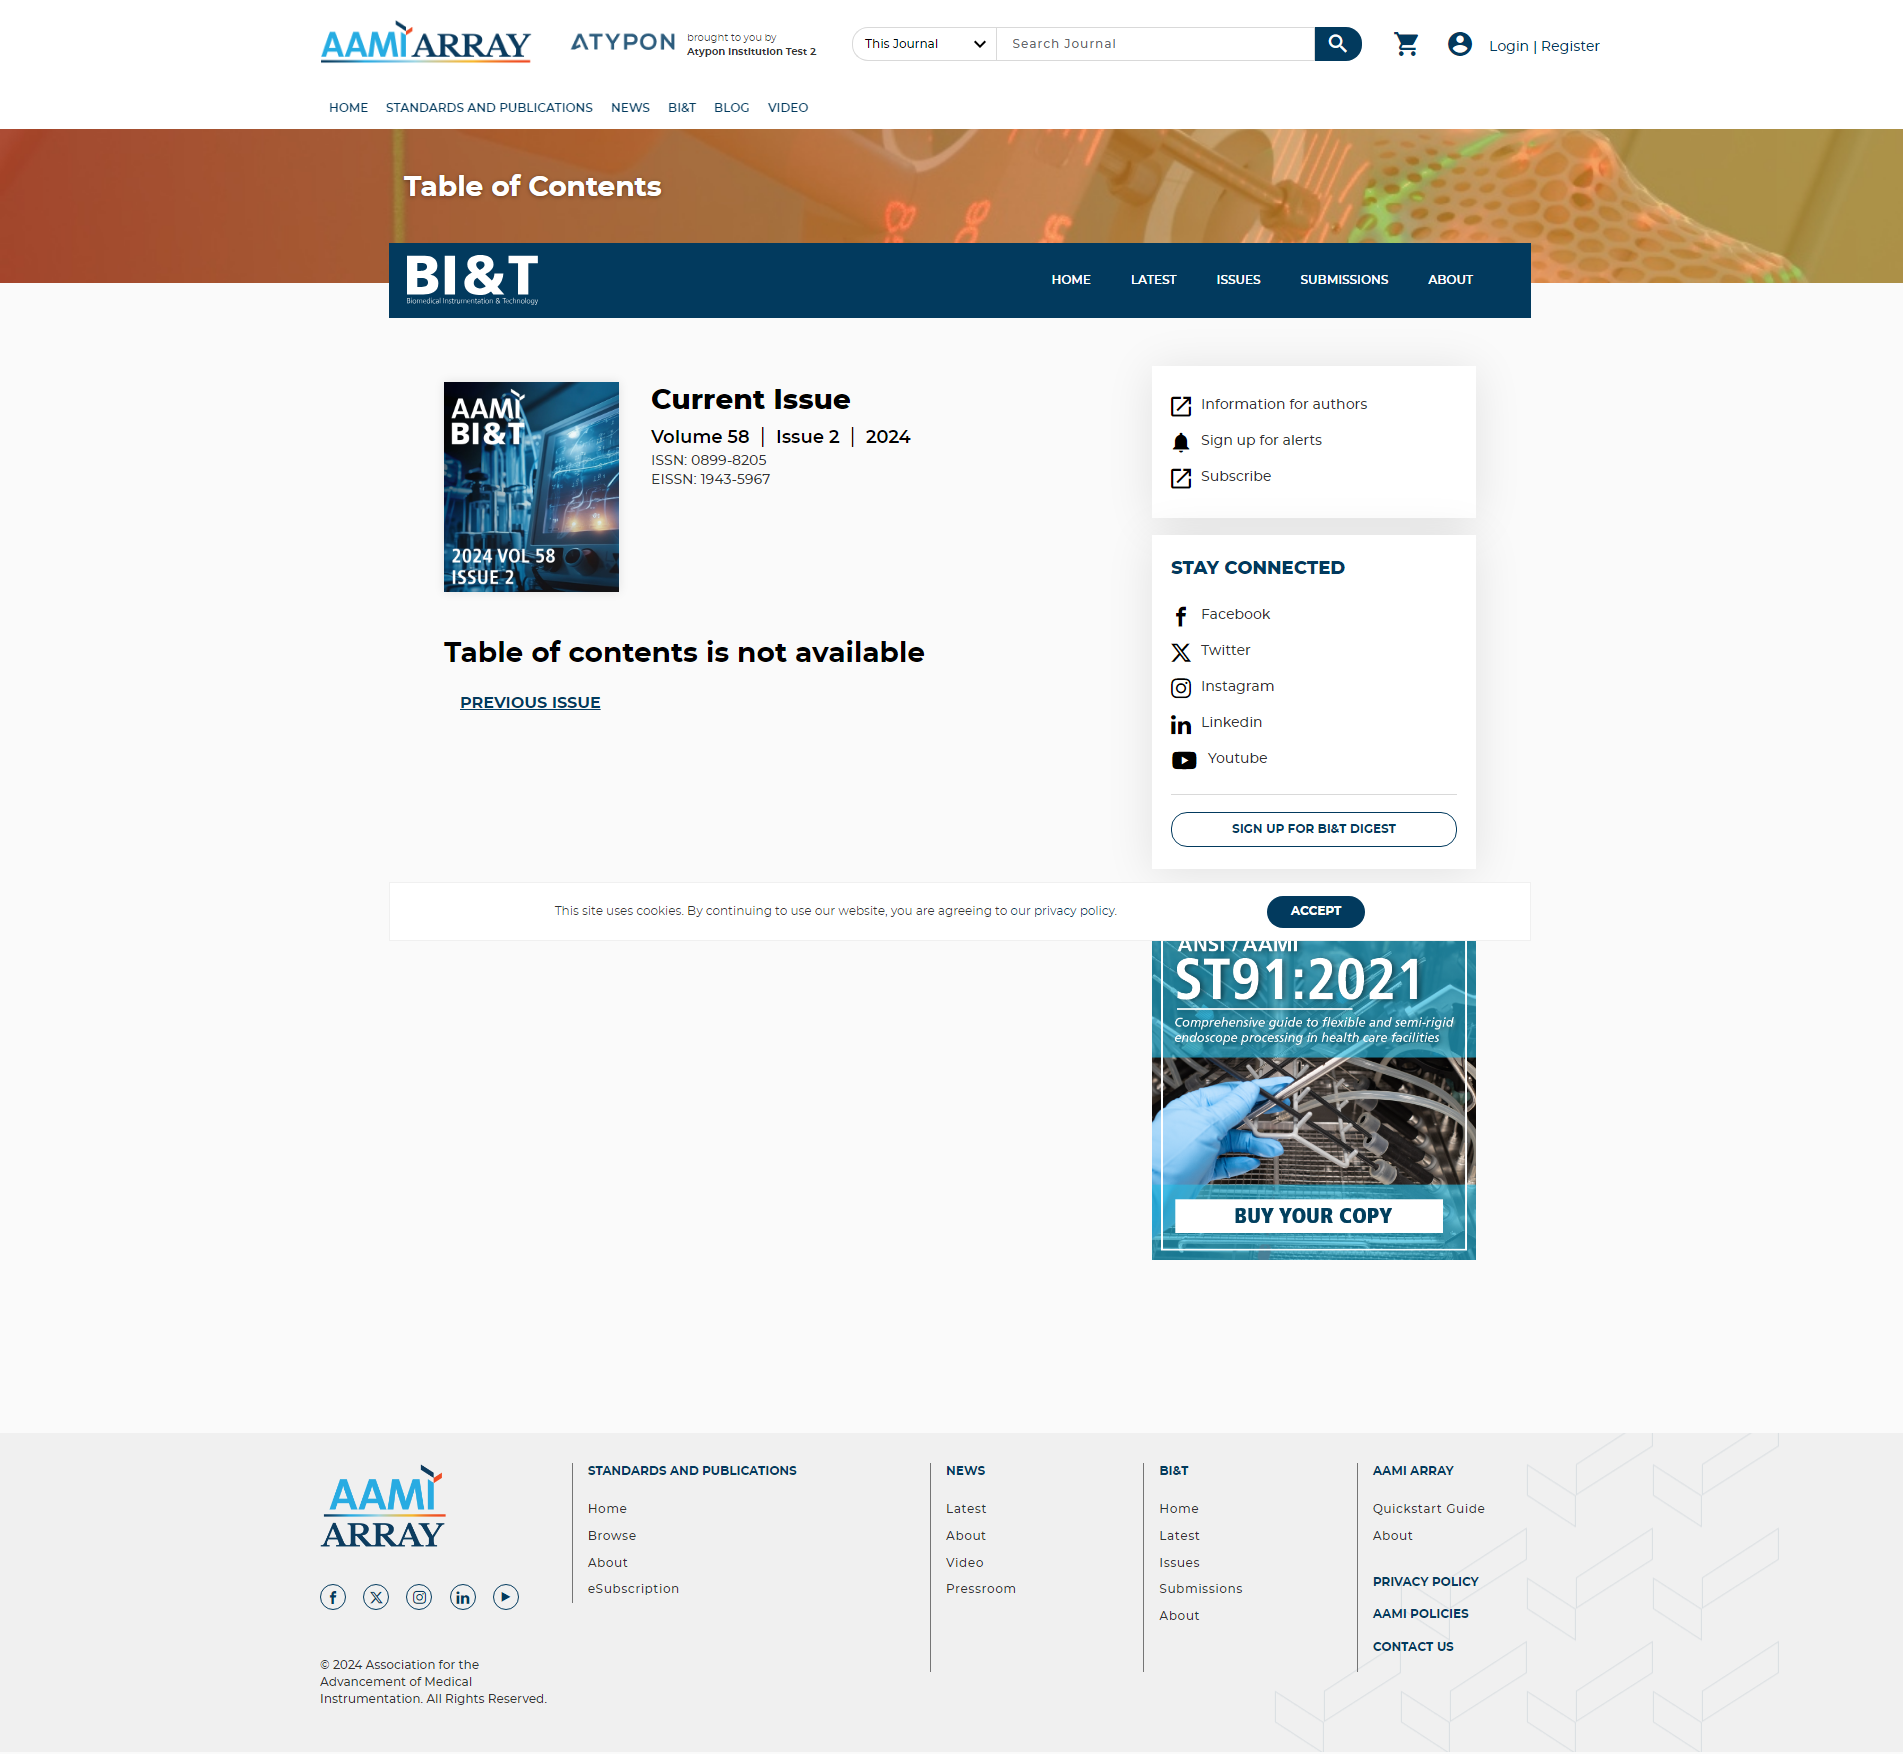 AAMI ARRAY
ATYPON
brought to you by
Atypon Institution Test 2
This Journal
Search Journal
Login | Register
HOME STANDARDS AND PUBLICATIONS NEWS BI&T BLOG VIDEO
Table of Contents
BI&T
Biomedical Instrumentation & Technology
HOME LATEST ISSUES SUBMISSIONS ABOUT
AAMI
BI&T
2024 VOL 58
ISSUE 2
Current Issue
Volume 58 | Issue 2 | 2024
ISSN: 0899-8205
EISSN: 1943-5967
Table of contents is not available
PREVIOUS ISSUE
Information for authors
Sign up for alerts
Subscribe
STAY CONNECTED
Facebook
Twitter
Instagram
Linkedin
Youtube
SIGN UP FOR BI&T DIGEST
This site uses cookies. By continuing to use our website, you are agreeing to our privacy policy.
ACCEPT
ANSI / AAMI
ST91:2021
Comprehensive guide to flexible and semi-rigid
endoscope processing in health care facilities
BUY YOUR COPY
AAMI
ARRAY
© 2024 Association for the
Advancement of Medical
Instrumentation. All Rights Reserved.
STANDARDS AND PUBLICATIONS
Home
Browse
About
eSubscription
NEWS
Latest
About
Video
Pressroom
BI&T
Home
Latest
Issues
Submissions
About
AAMI ARRAY
Quickstart Guide
About
PRIVACY POLICY
AAMI POLICIES
CONTACT US